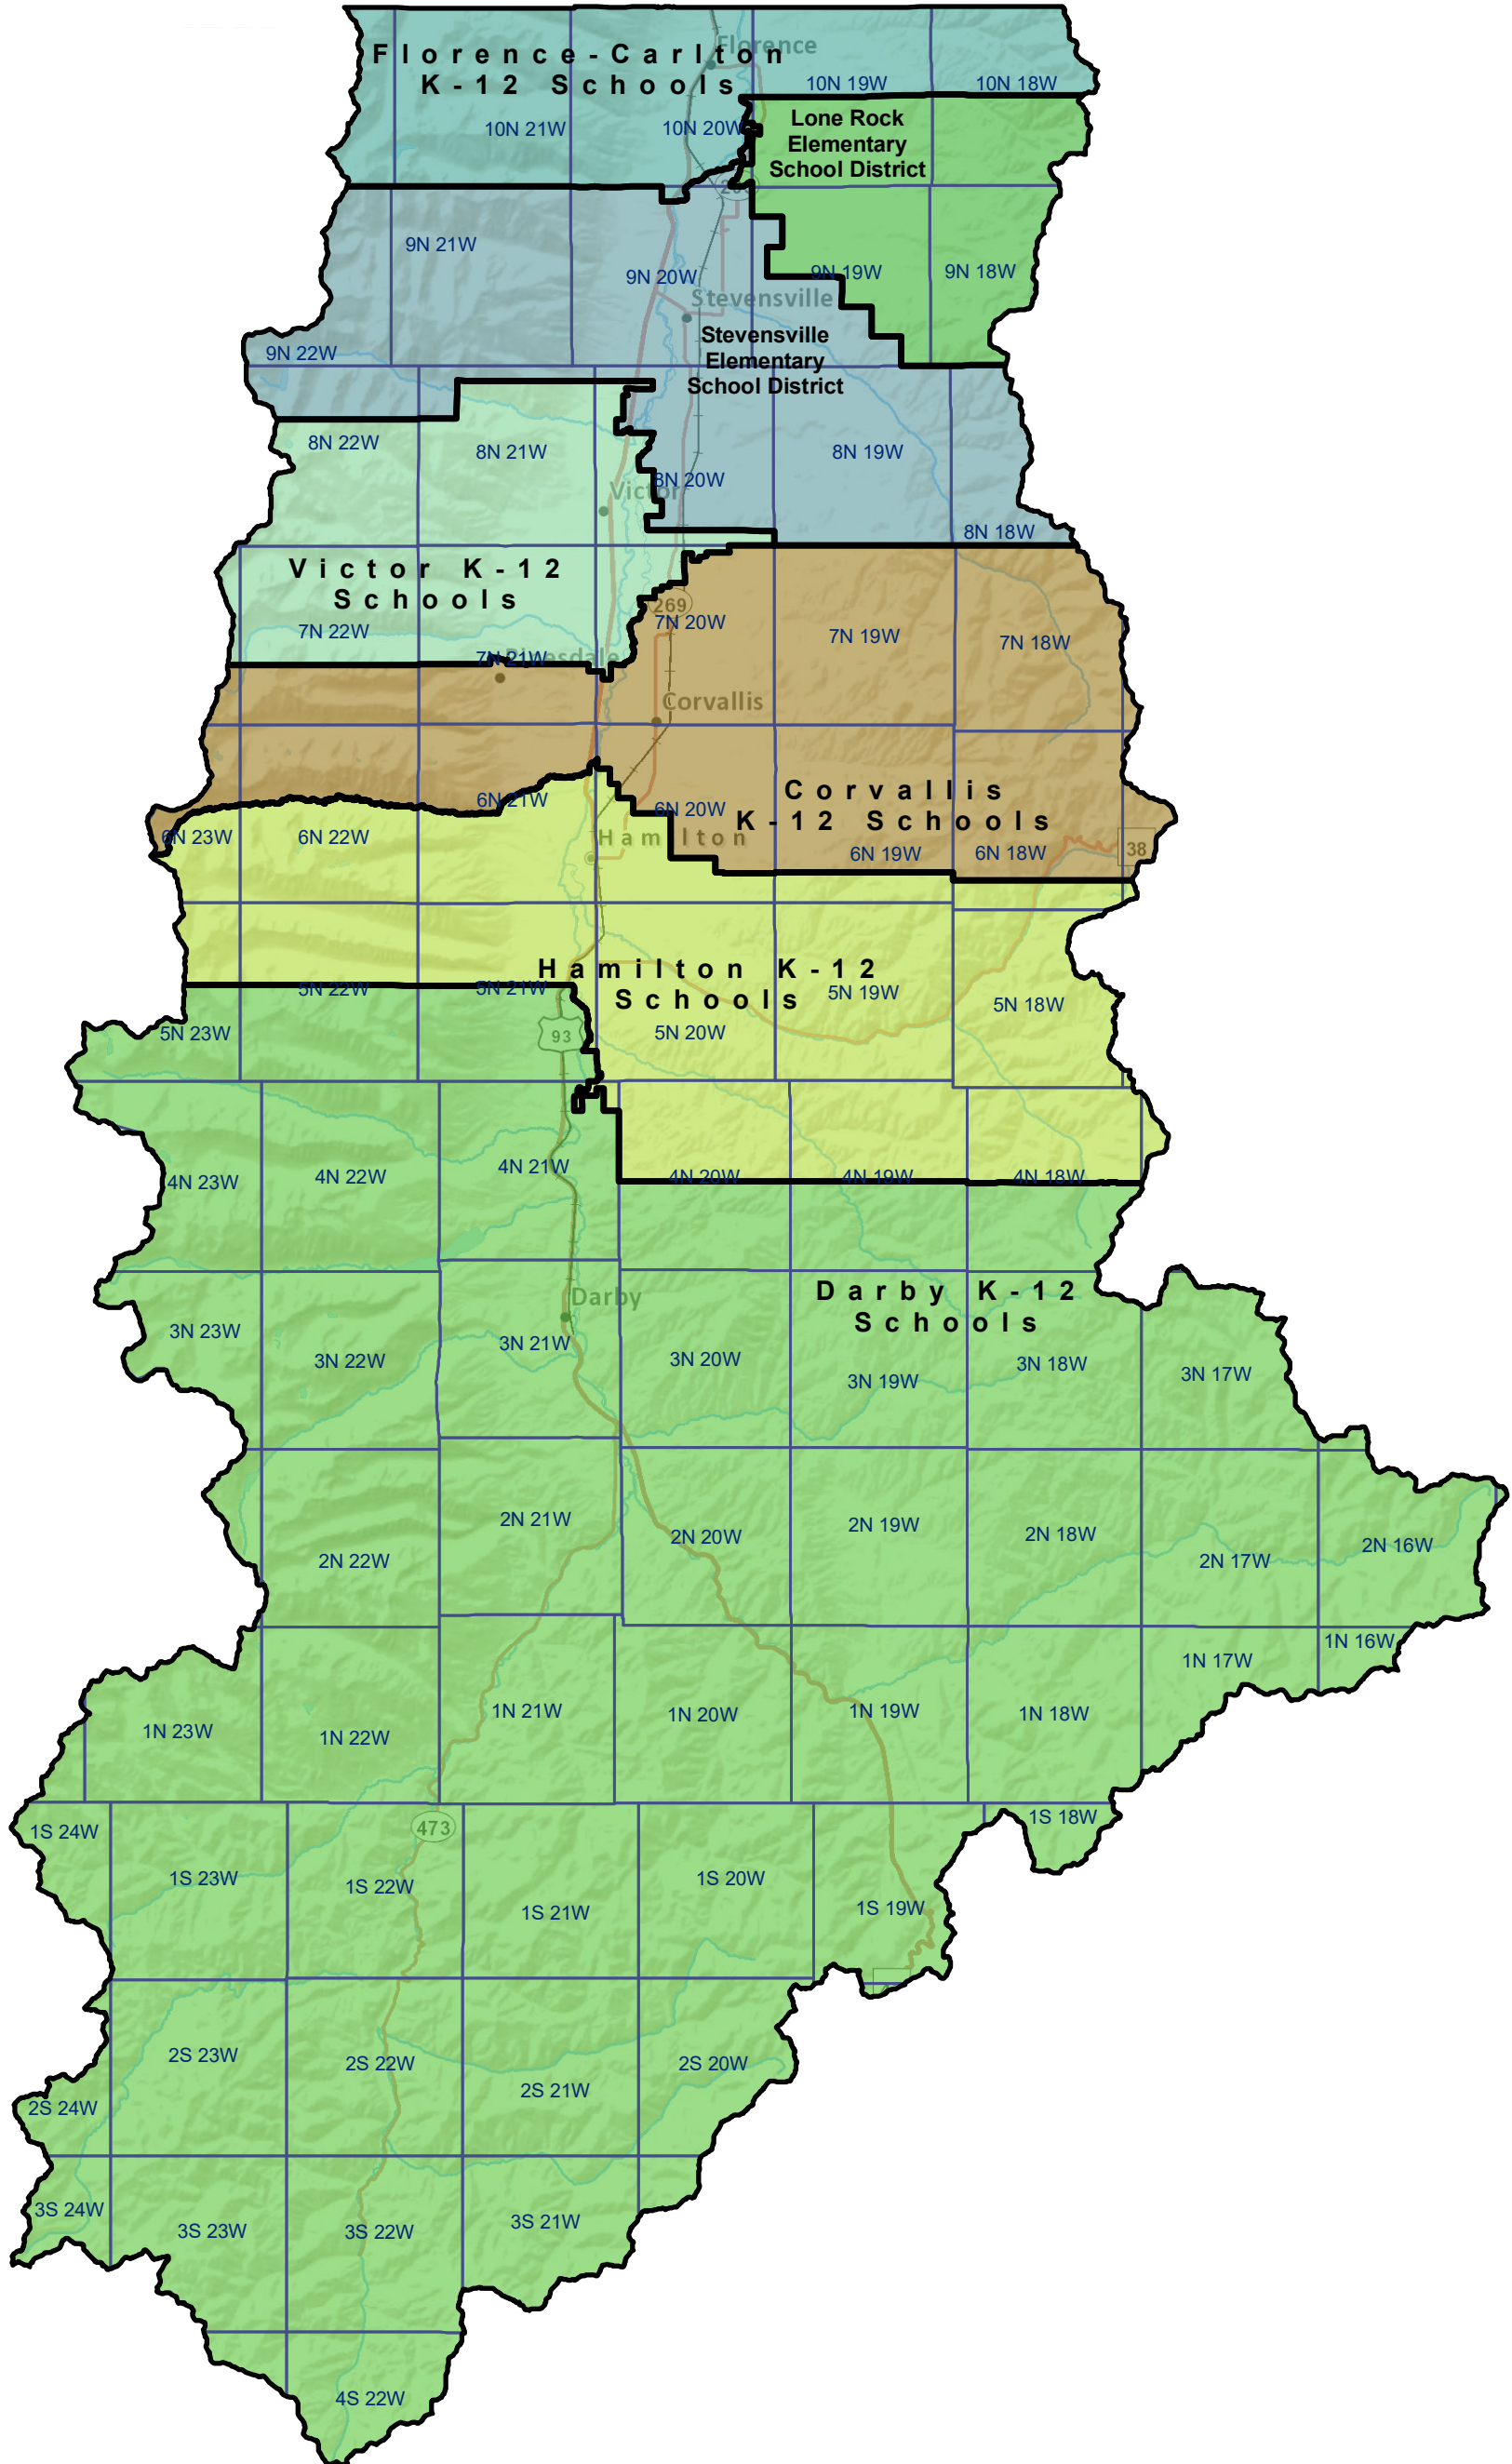 Florence
Florence-Carlton
K-12 Schools
10N 19W
10N 18W
10N 21W
10N 20W
Lone Rock
Elementary
School District
203
9N 21W
9N 20W
9N 19W
9N 18W
Stevensville
Stevensville
Elementary
School District
9N 22W
8N 22W
8N 21W
8N 19W
8N 20W
Victor
8N 18W
Victor K-12
Schools
269
7N 22W
7N 20W
7N 19W
7N 18W
7N 21W
Pinesdale
Corvallis
Corvallis
K-12 Schools
6N 21W
6N 20W
6N 23W
6N 22W
Hamilton
6N 19W
6N 18W
38
Hamilton K-12
Schools
5N 22W
5N 21W
5N 19W
5N 18W
5N 23W
93
5N 20W
4N 23W
4N 22W
4N 21W
4N 20W
4N 19W
4N 18W
Darby K-12
Schools
Darby
3N 23W
3N 22W
3N 21W
3N 20W
3N 19W
3N 18W
3N 17W
2N 22W
2N 21W
2N 20W
2N 19W
2N 18W
2N 17W
2N 16W
1N 16W
1N 17W
1N 23W
1N 22W
1N 21W
1N 20W
1N 19W
1N 18W
1S 24W
473
1S 18W
1S 23W
1S 22W
1S 21W
1S 20W
1S 19W
2S 24W
2S 23W
2S 22W
2S 21W
2S 20W
3S 24W
3S 23W
3S 22W
3S 21W
4S 22W